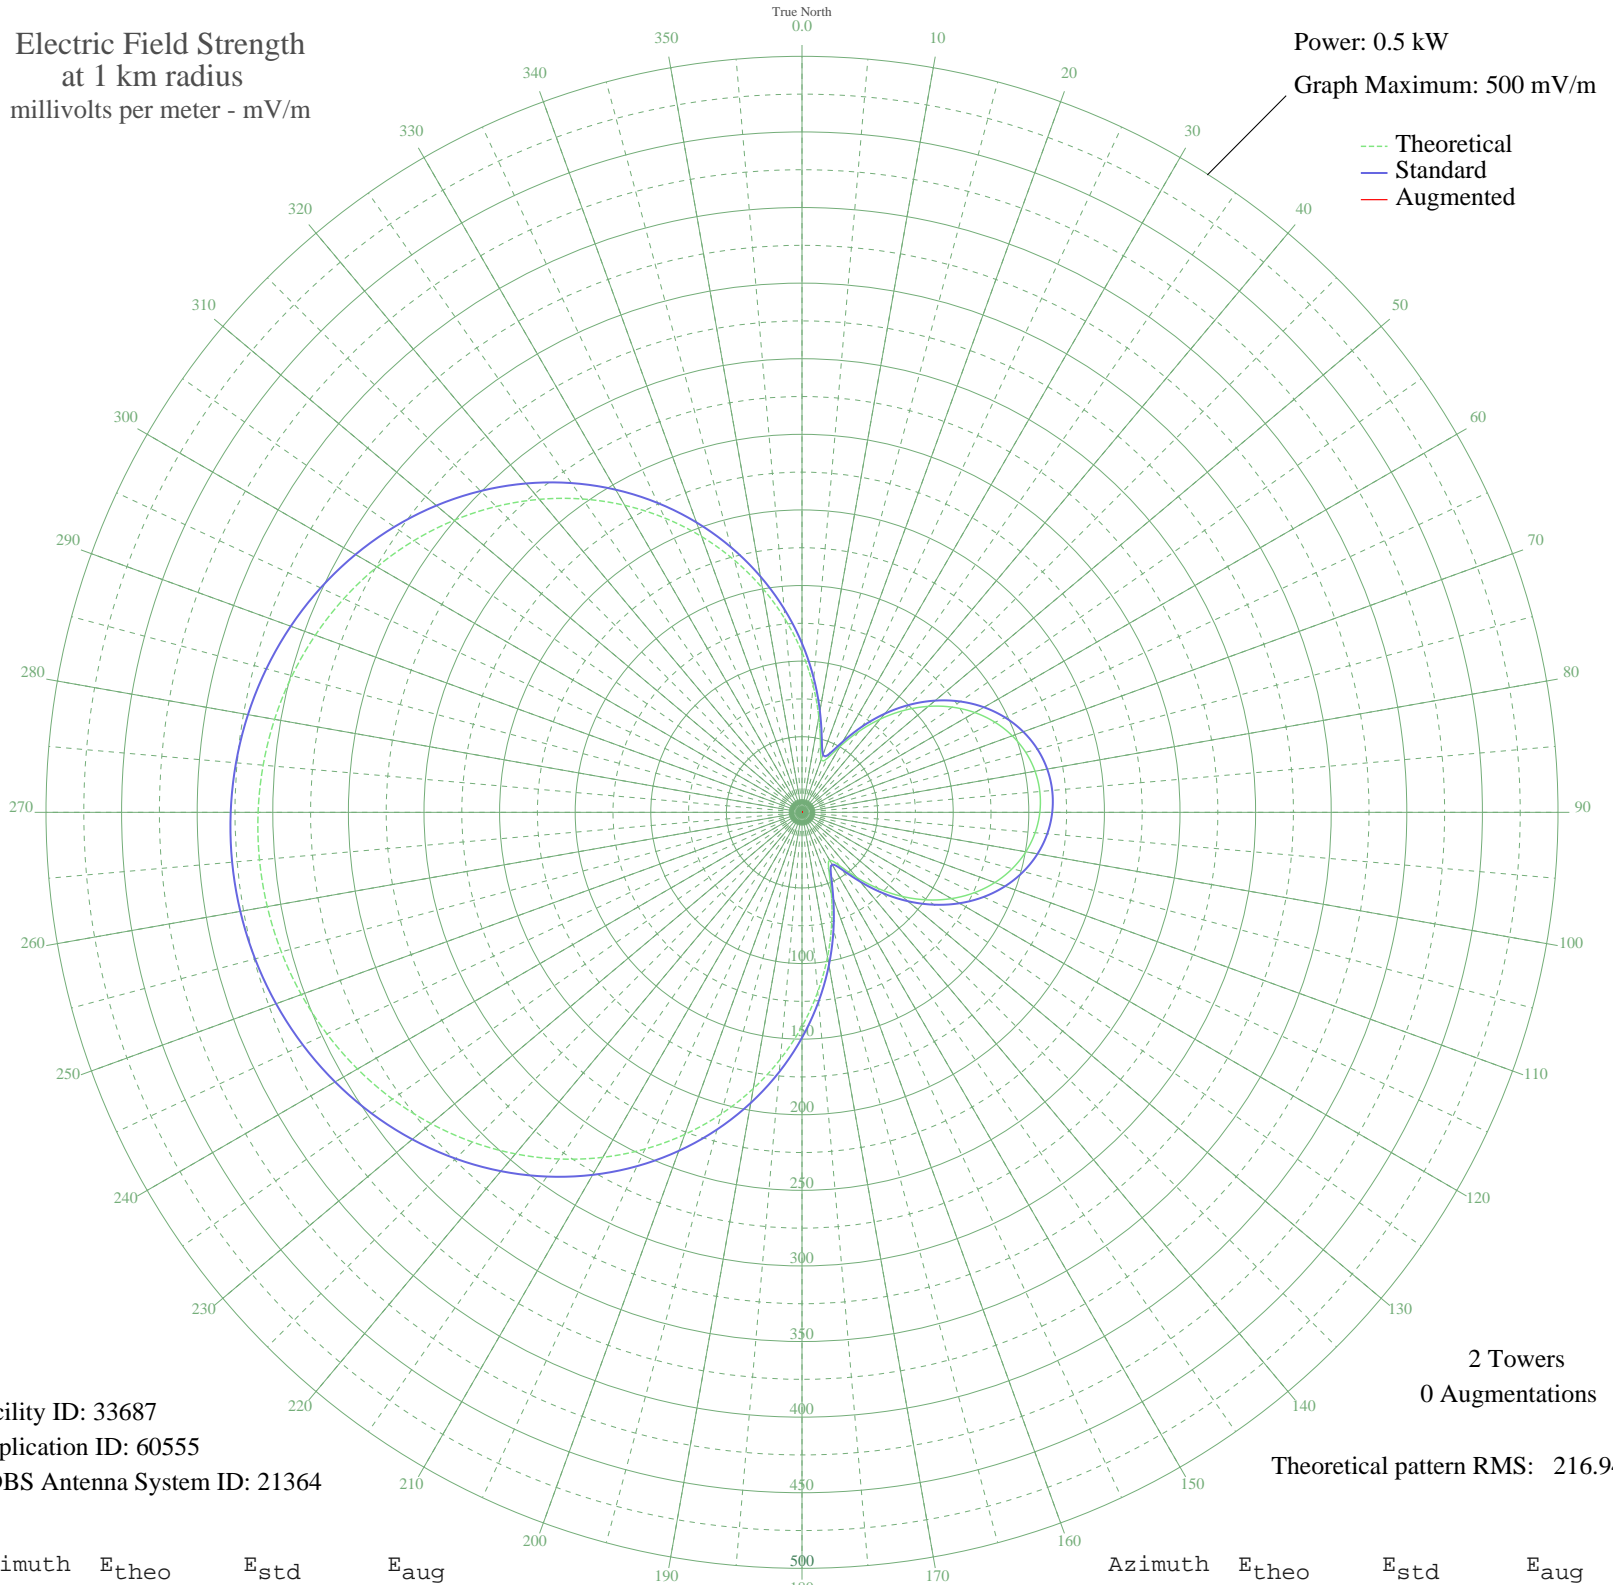 True North
Electric Field Strength
at 1 km radius
millivolts per meter - mV/m
Power: 0.5 kW
Graph Maximum: 500 mV/m
Theoretical
Standard
Augmented
0.0
10
20
30
40
50
60
70
80
90
100
110
120
130
140
150
160
170
190
200
210
220
230
240
250
260
270
280
290
300
310
320
330
340
350
100
150
200
250
300
350
400
450
500
2 Towers
0 Augmentations
Theoretical pattern RMS: 216.94
cility ID: 33687
plication ID: 60555
DBS Antenna System ID: 21364
imuth Etheo Estd Eaug
Azimuth Etheo Estd Eaug